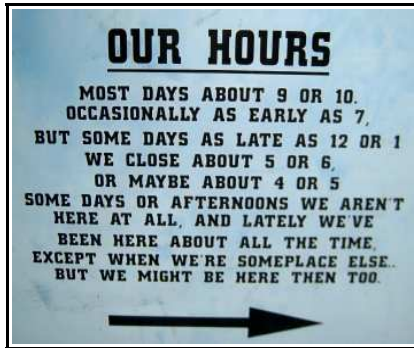 OUR HOURS
MOST DAYS ABOUT 9 OR 10.
OCCASIONALLY AS EARLY AS 7,
BUT SOME DAYS AS LATE AS 12 OR 1
WE CLOSE ABOUT 5 OR 6,
OR MAYBE ABOUT 4 OR 5
SOME DAYS OR AFTERNOONS WE AREN'T
HERE AT ALL, AND LATELY WE'VE
BEEN HERE ABOUT ALL THE TIME,
EXCEPT WHEN WE'RE SOMEPLACE ELSE..
BUT WE MIGHT BE HERE THEN TOO.